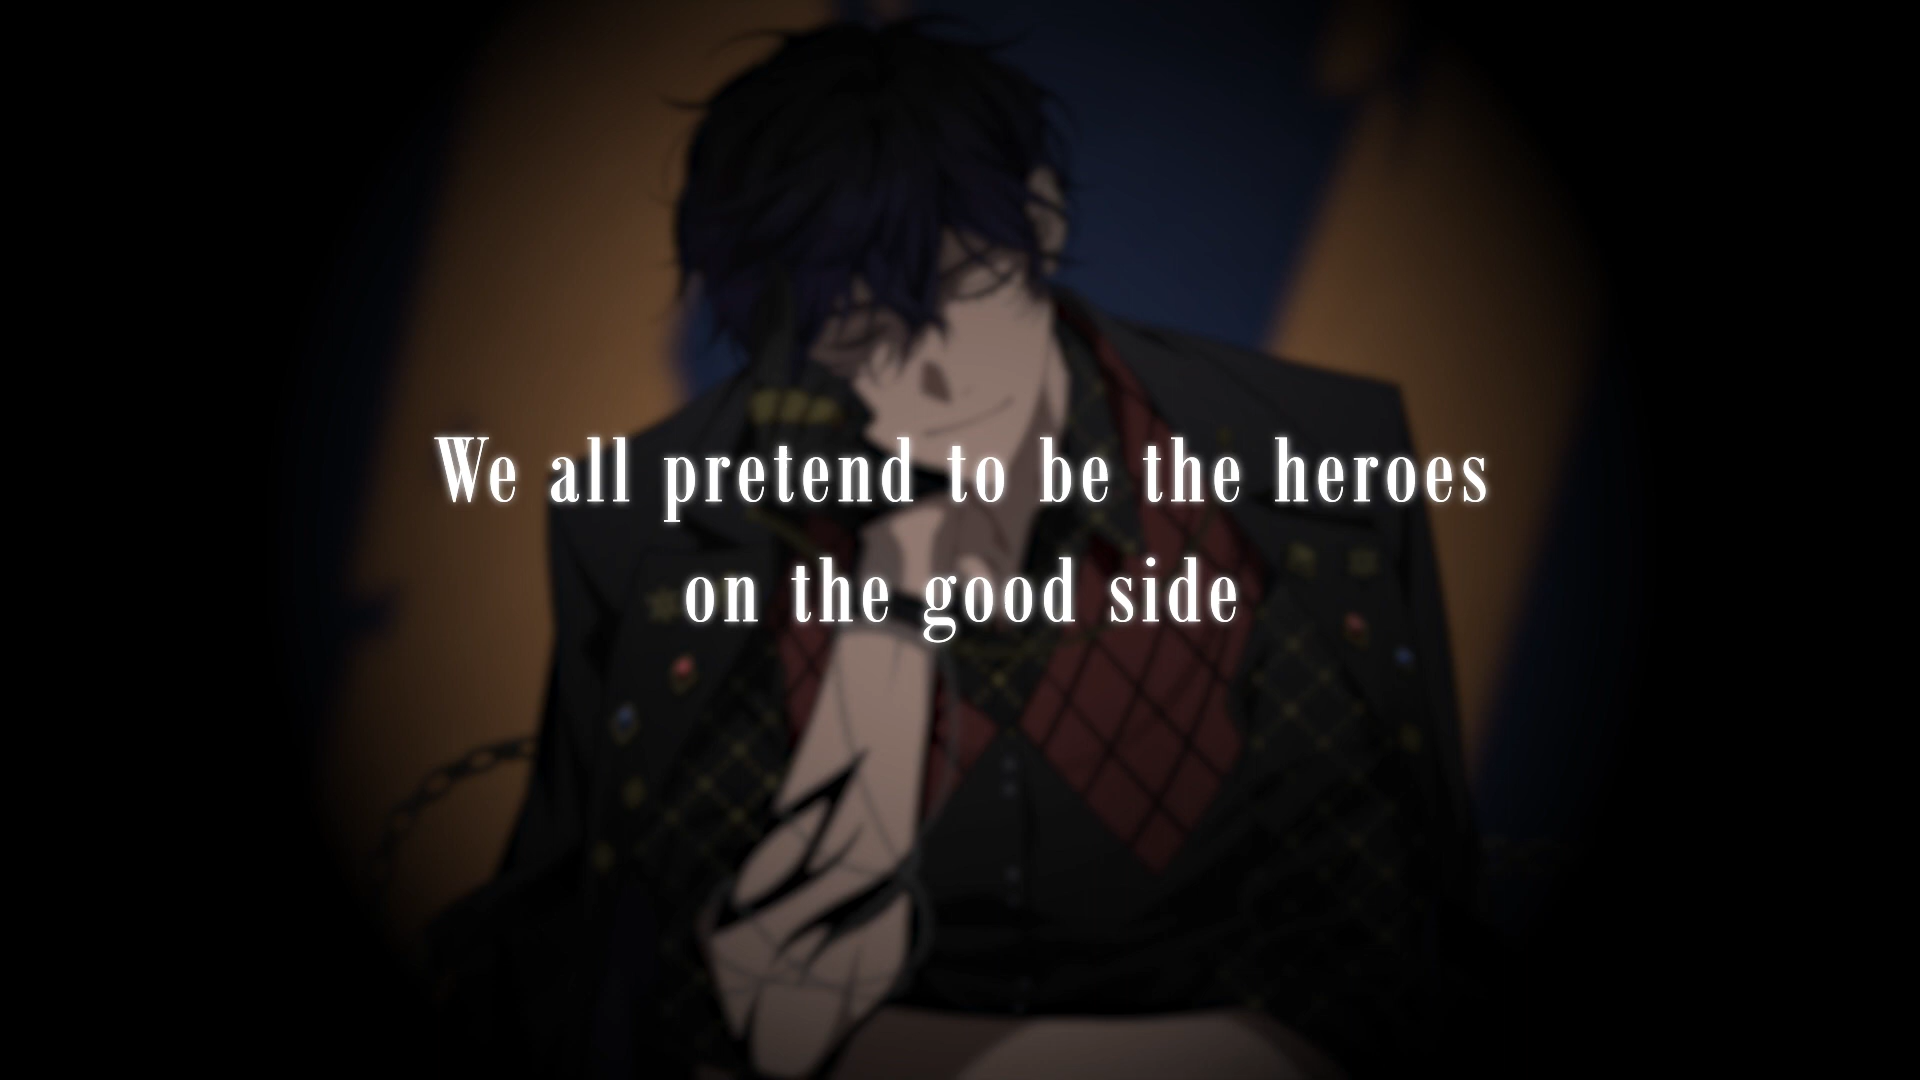 We all pretend to be the heroes
on the good side